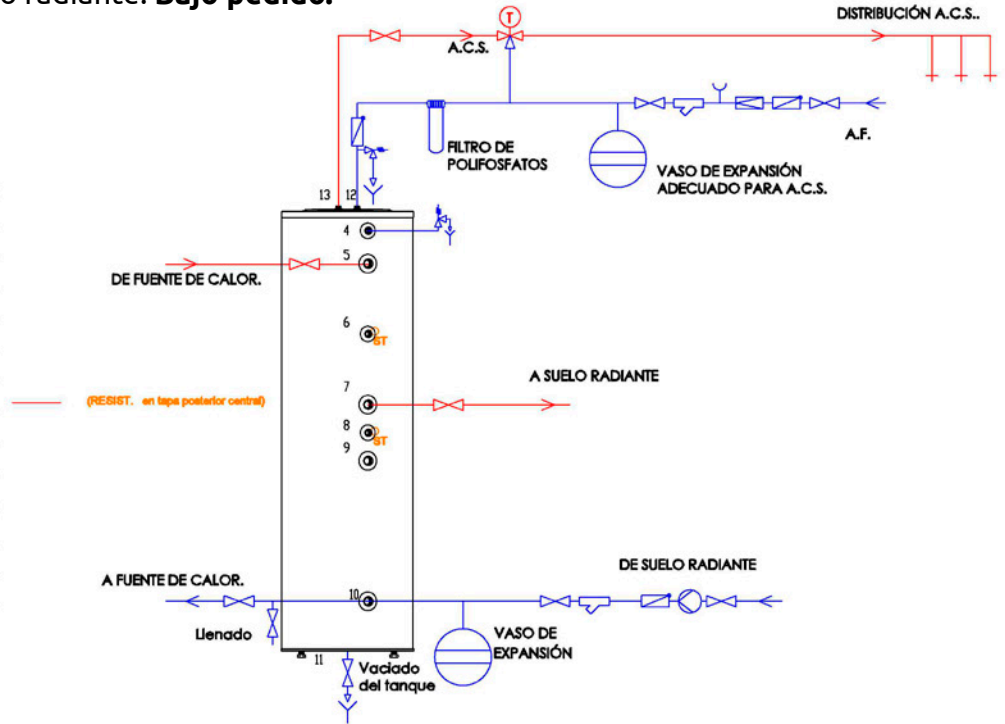 o radiante. Bajo pedido.
DISTRIBUCIÓN A.C.S..
T
A.C.S.
A.F.
FILTRO DE
POLIFOSFATOS
VASO DE EXPANSIÓN
ADECUADO PARA A.C.S.
13 12
4
5
DE FUENTE DE CALOR.
6
ST
7
A SUELO RADIANTE
(RESIST. en tapa posterior central)
8
ST
9
DE SUELO RADIANTE
A FUENTE DE CALOR.
10
Llenado
VASO DE
EXPANSIÓN
11
Vaciado
del tanque